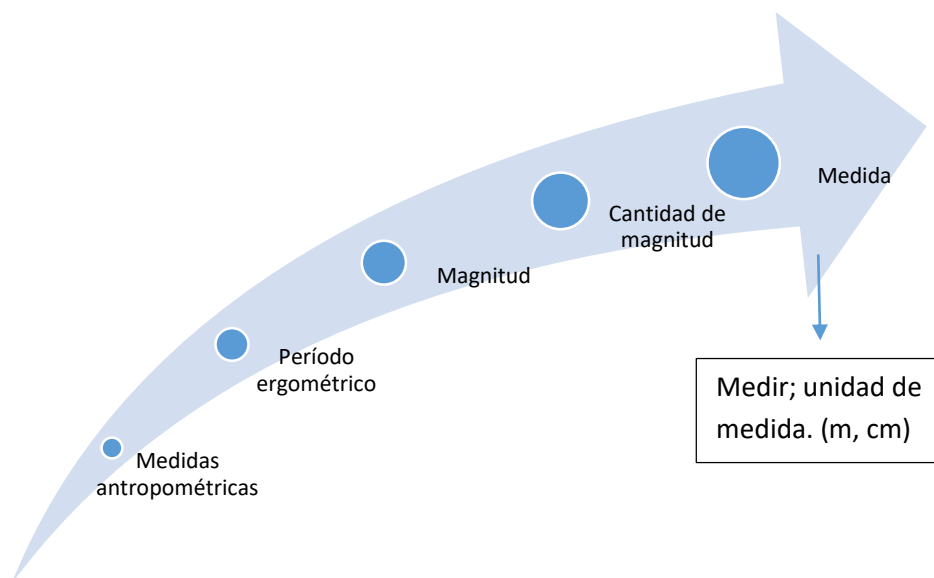 Medidas
antropométricas
Período
ergométrico
Magnitud
Cantidad de
magnitud
Medida
Medir; unidad de
medida. (m, cm)